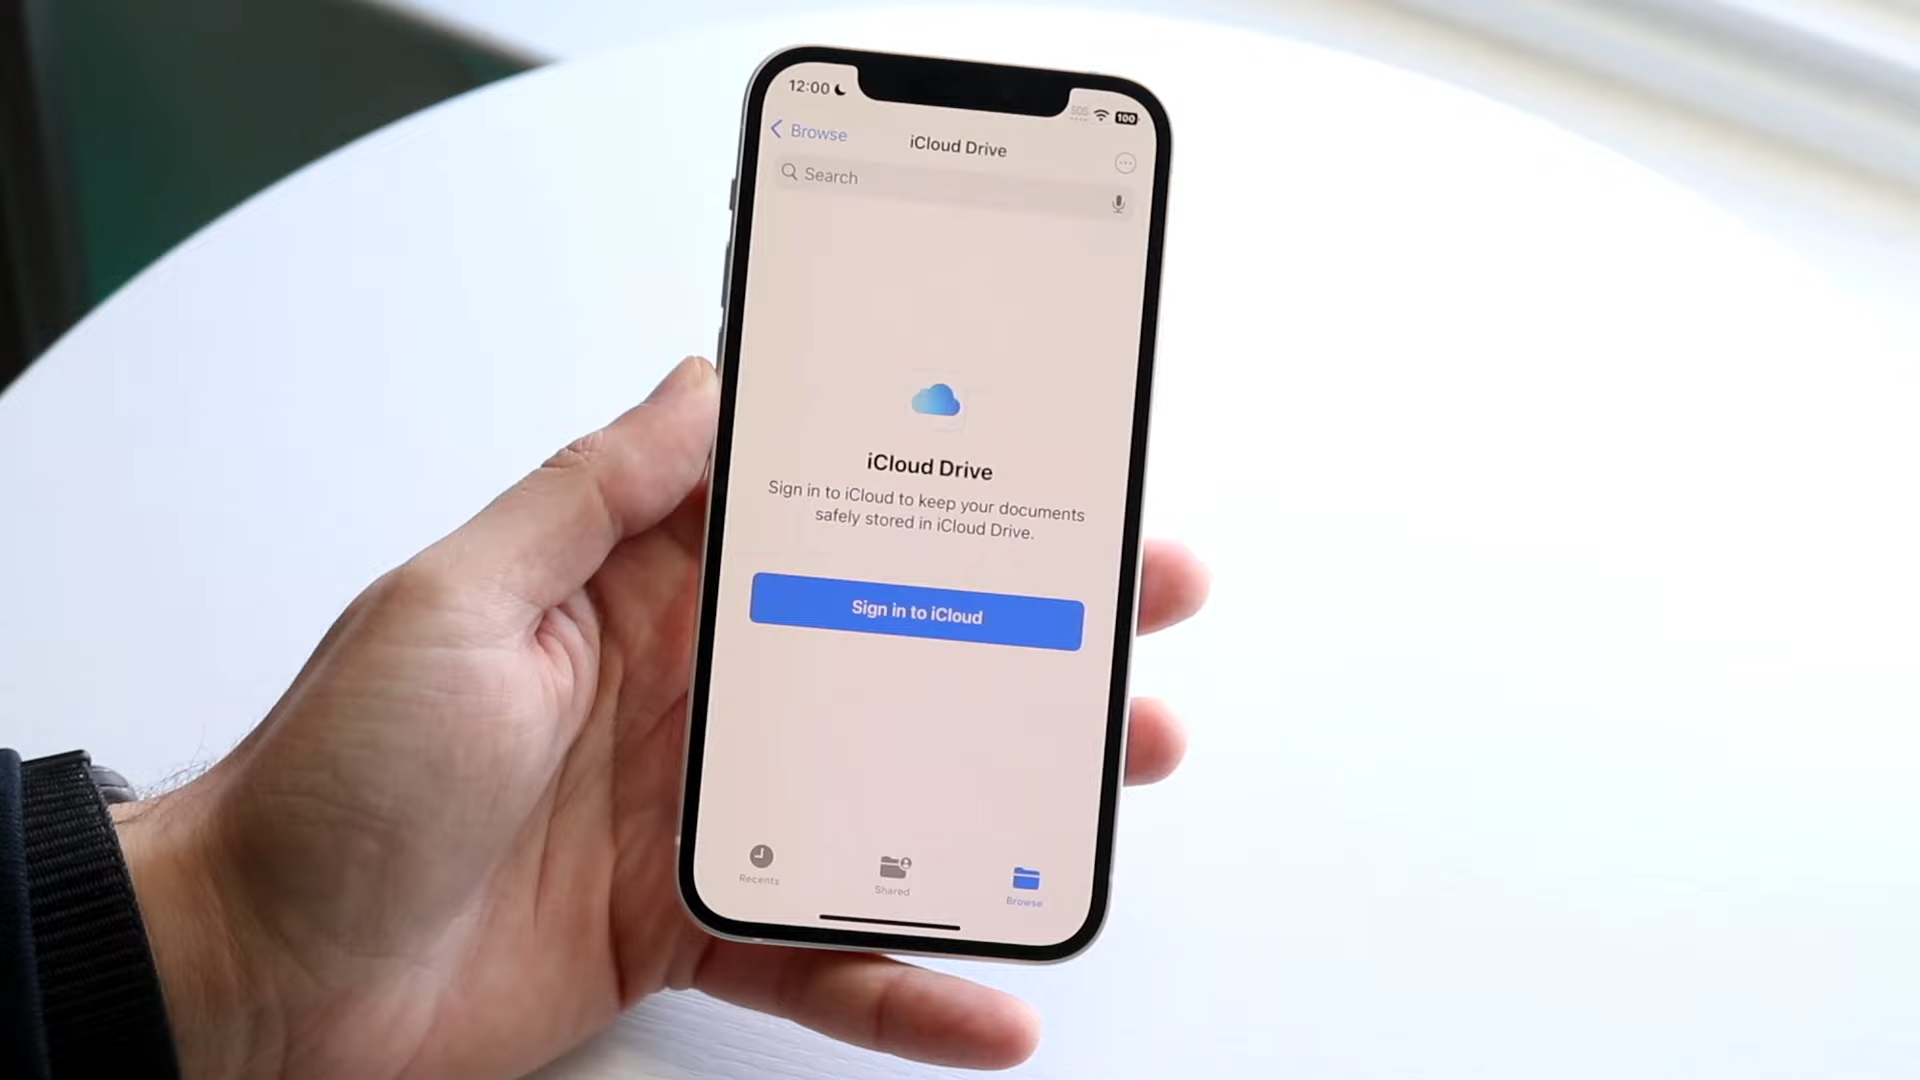 12:00
SOS
100
Browse
iCloud Drive
Search
iCloud Drive
Sign in to iCloud to keep your documents
safely stored in iCloud Drive.
Sign in to iCloud
Recents
Shared
Browse